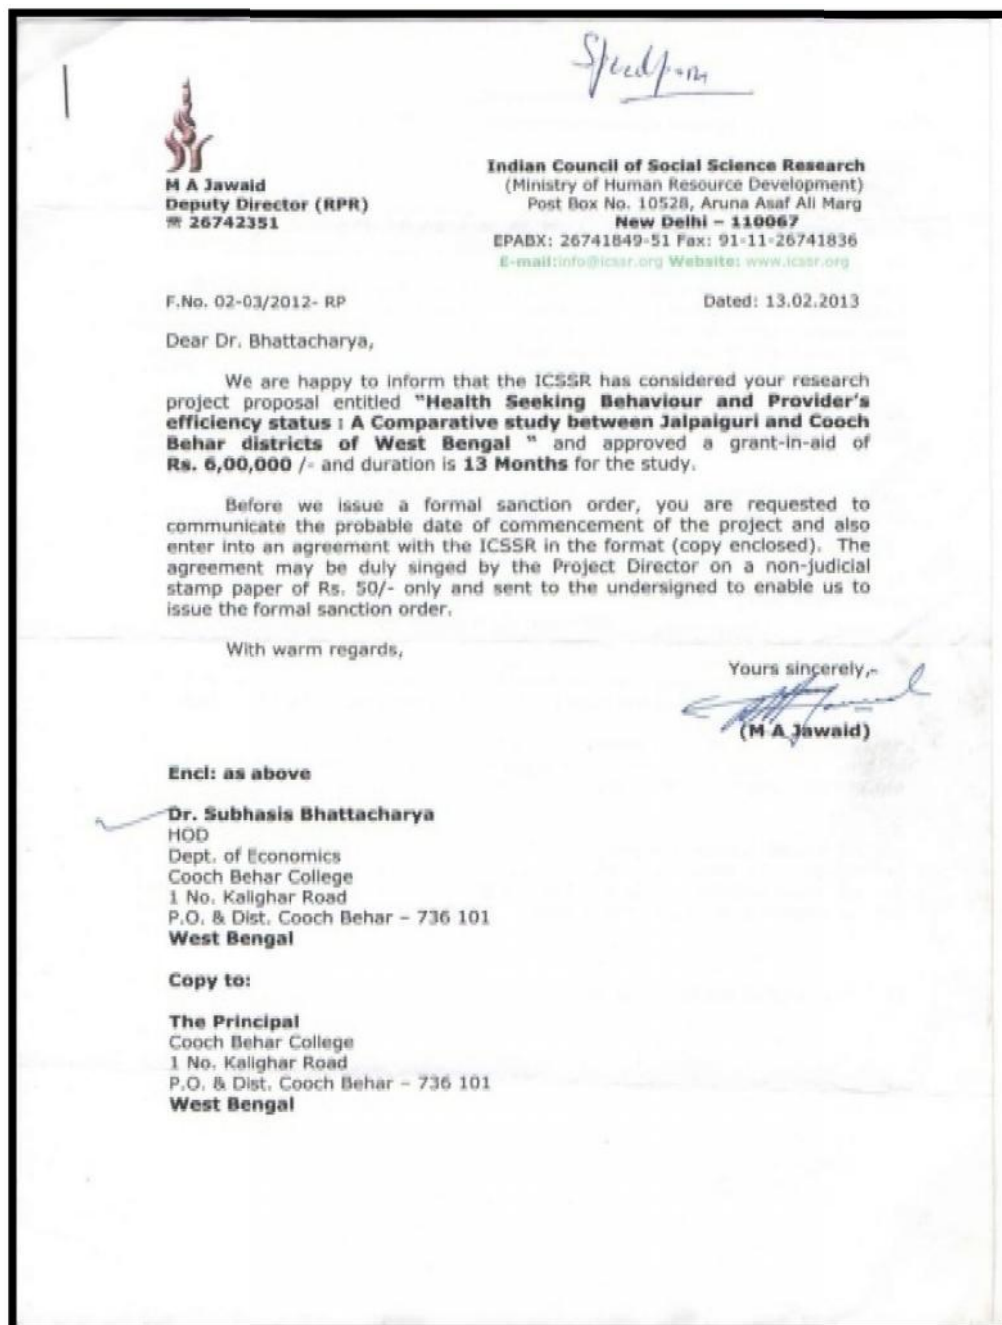 M A Jawaid
Deputy Director (RPR)
☏ 26742351
Indian Council of Social Science Research
(Ministry of Human Resource Development)
Post Box No. 10528, Aruna Asaf Ali Marg
New Delhi – 110067
EPABX: 26741849-51 Fax: 91-11-26741836
E-mail:info@icssr.org Website: www.icssr.org
F.No. 02-03/2012- RP
Dated: 13.02.2013
Dear Dr. Bhattacharya,
We are happy to inform that the ICSSR has considered your research
project proposal entitled "Health Seeking Behaviour and Provider's
efficiency status : A Comparative study between Jalpaiguri and Cooch
Behar districts of West Bengal " and approved a grant-in-aid of
Rs. 6,00,000 /- and duration is 13 Months for the study.
Before we issue a formal sanction order, you are requested to
communicate the probable date of commencement of the project and also
enter into an agreement with the ICSSR in the format (copy enclosed). The
agreement may be duly singed by the Project Director on a non-judicial
stamp paper of Rs. 50/- only and sent to the undersigned to enable us to
issue the formal sanction order.
With warm regards,
Yours sincerely,-
(M A Jawaid)
Encl: as above
Dr. Subhasis Bhattacharya
HOD
Dept. of Economics
Cooch Behar College
1 No. Kalighar Road
P.O. & Dist. Cooch Behar – 736 101
West Bengal
Copy to:
The Principal
Cooch Behar College
1 No. Kalighar Road
P.O. & Dist. Cooch Behar – 736 101
West Bengal